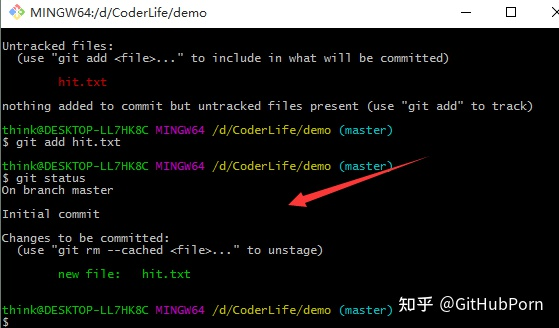 MINGW64:/d/CoderLife/demo
Untracked files:
(use "git add <file>..." to include in what will be committed)
hit.txt
nothing added to commit but untracked files present (use "git add" to track)
think@DESKTOP-LL7HK8C MINGW64 /d/CoderLife/demo (master)
$ git add hit.txt
think@DESKTOP-LL7HK8C MINGW64 /d/CoderLife/demo (master)
$ git status
On branch master
Initial commit
Changes to be committed:
(use "git rm --cached <file>..." to unstage)
new file:   hit.txt
think@DESKTOP-LL7HK8C MINGW64 /d/CoderLife/demo (master)
$
知乎 @GitHubPorn